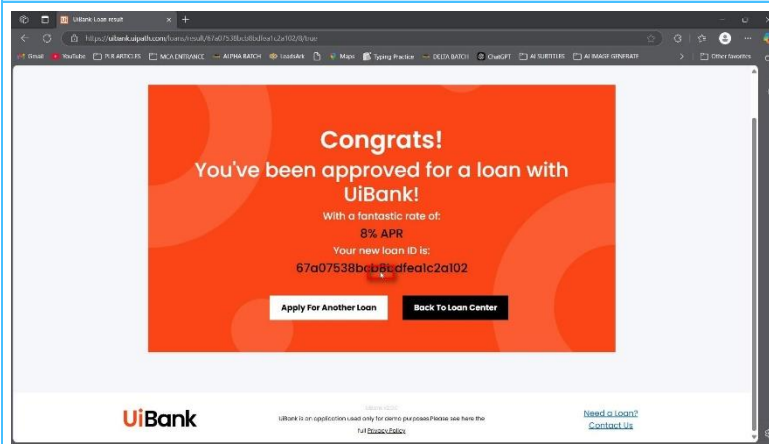 UiBank Loan result
https://uibank.uipath.com/loans/result/67a07538bcb8bdfea1c2a102/8/true
Gmail YouTube PLR ARTICLES MCA ENTRANCE ALPHA BATCH LeadsArk Maps Typing Practice DELTA BATCH ChatGPT AI SUBTITLES AI IMAGE GENERATE Other favorites
Congrats!
You've been approved for a loan with
UiBank!
With a fantastic rate of:
8% APR
Your new loan ID is:
67a07538bcb8bdfea1c2a102
Apply For Another Loan Back To Loan Center
UiBank
UiBank is an application used only for demo purposes Please see here the
full Privacy Policy
Need a Loan?
Contact Us